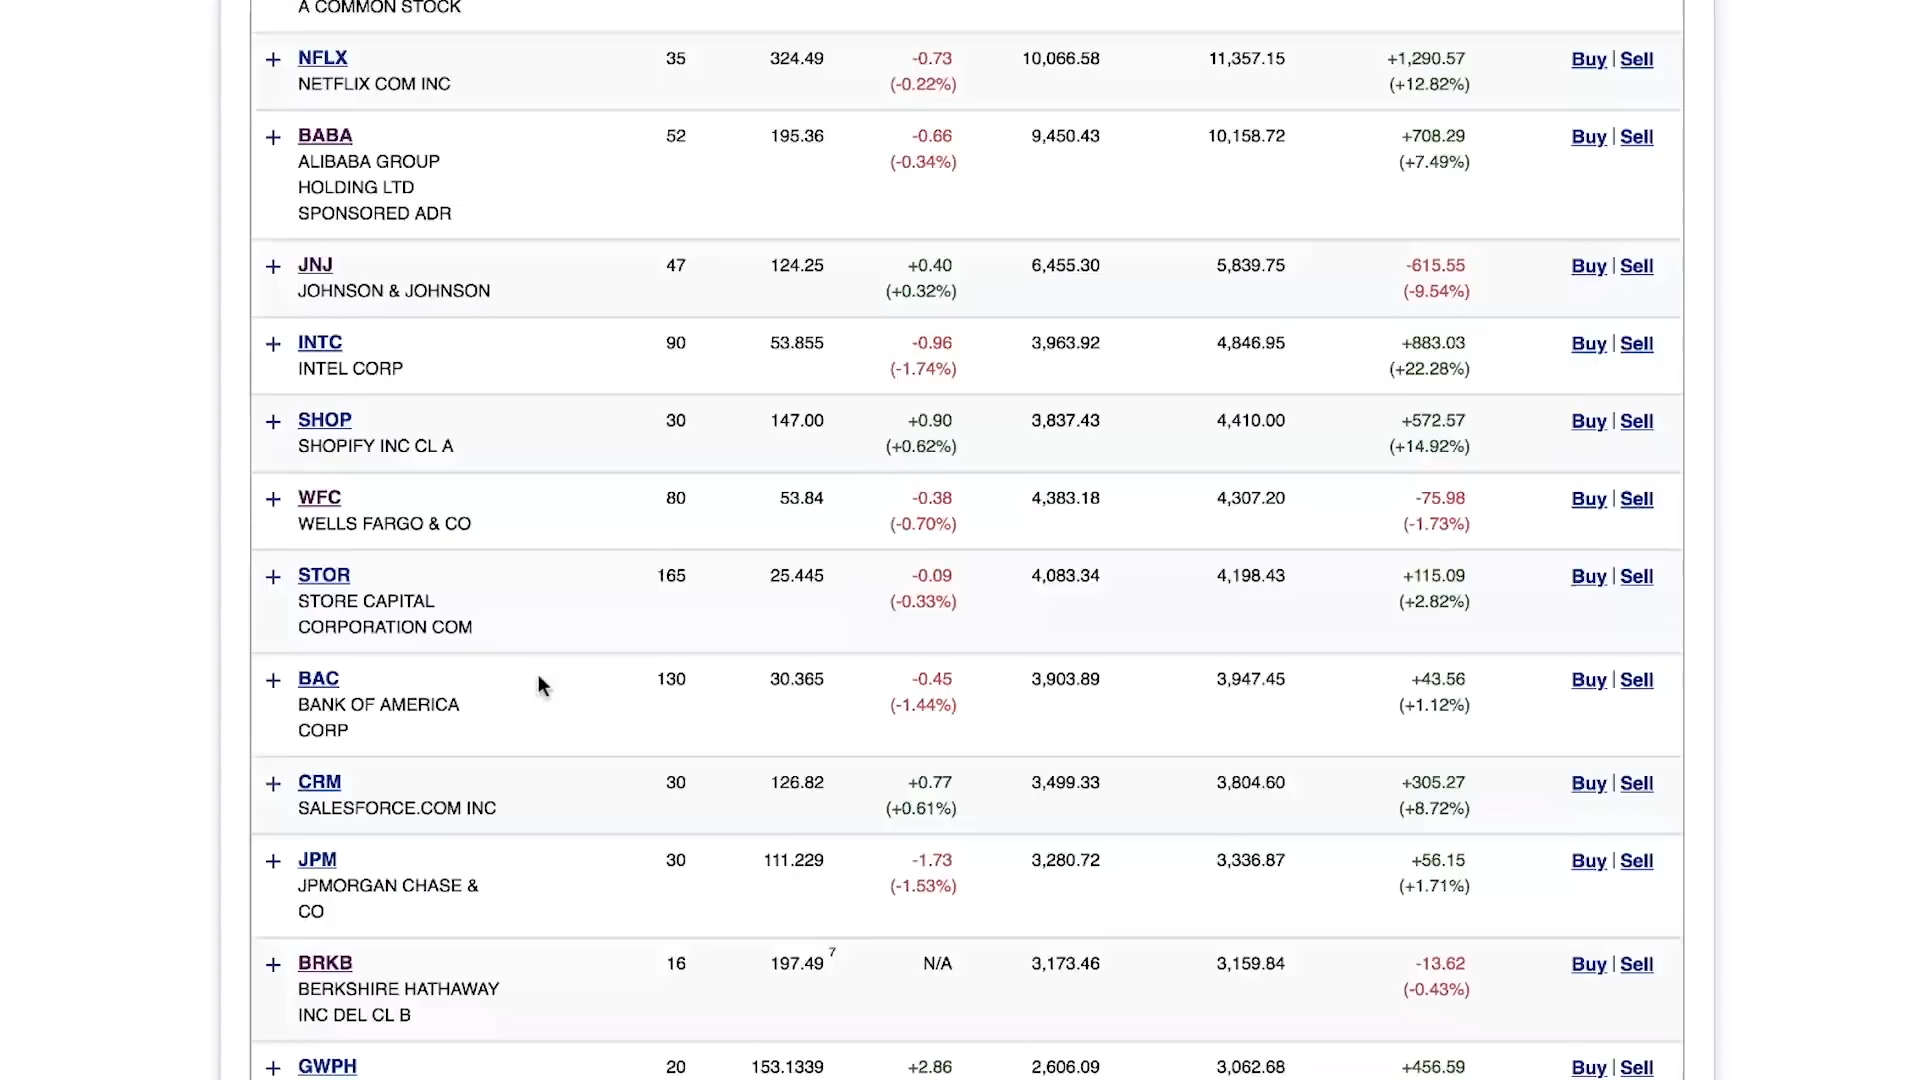 A COMMON STOCK
+ NFLX 35 324.49 -0.73 10,066.58 11,357.15 +1,290.57 Buy | Sell
NETFLIX COM INC (-0.22%) (+12.82%)
+ BABA 52 195.36 -0.66 9,450.43 10,158.72 +708.29 Buy | Sell
ALIBABA GROUP (-0.34%) (+7.49%)
HOLDING LTD
SPONSORED ADR
+ JNJ 47 124.25 +0.40 6,455.30 5,839.75 -615.55 Buy | Sell
JOHNSON & JOHNSON (+0.32%) (-9.54%)
+ INTC 90 53.855 -0.96 3,963.92 4,846.95 +883.03 Buy | Sell
INTEL CORP (-1.74%) (+22.28%)
+ SHOP 30 147.00 +0.90 3,837.43 4,410.00 +572.57 Buy | Sell
SHOPIFY INC CL A (+0.62%) (+14.92%)
+ WFC 80 53.84 -0.38 4,383.18 4,307.20 -75.98 Buy | Sell
WELLS FARGO & CO (-0.70%) (-1.73%)
+ STOR 165 25.445 -0.09 4,083.34 4,198.43 +115.09 Buy | Sell
STORE CAPITAL (-0.33%) (+2.82%)
CORPORATION COM
+ BAC 130 30.365 -0.45 3,903.89 3,947.45 +43.56 Buy | Sell
BANK OF AMERICA (-1.44%) (+1.12%)
CORP
+ CRM 30 126.82 +0.77 3,499.33 3,804.60 +305.27 Buy | Sell
SALESFORCE.COM INC (+0.61%) (+8.72%)
+ JPM 30 111.229 -1.73 3,280.72 3,336.87 +56.15 Buy | Sell
JPMORGAN CHASE & (-1.53%) (+1.71%)
CO
+ BRKB 16 197.49 7 N/A 3,173.46 3,159.84 -13.62 Buy | Sell
BERKSHIRE HATHAWAY (-0.43%)
INC DEL CL B
+ GWPH 20 153.1339 +2.86 2,606.09 3,062.68 +456.59 Buy | Sell